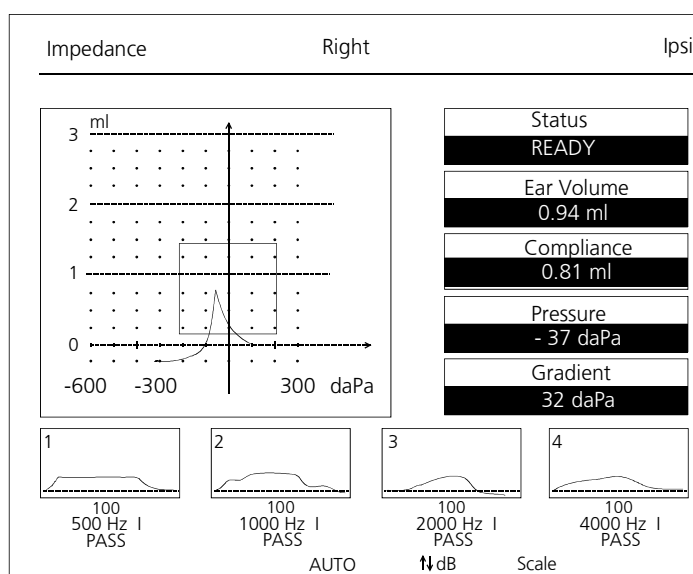 Impedance Right Ipsi
ml
3
2
1
0
-600 -300 300 daPa
Status
READY
Ear Volume
0.94 ml
Compliance
0.81 ml
Pressure
- 37 daPa
Gradient
32 daPa
1 2 3 4
100 100 100 100
500 Hz I 1000 Hz I 2000 Hz I 4000 Hz I
PASS PASS PASS PASS
AUTO ↑↓ dB Scale